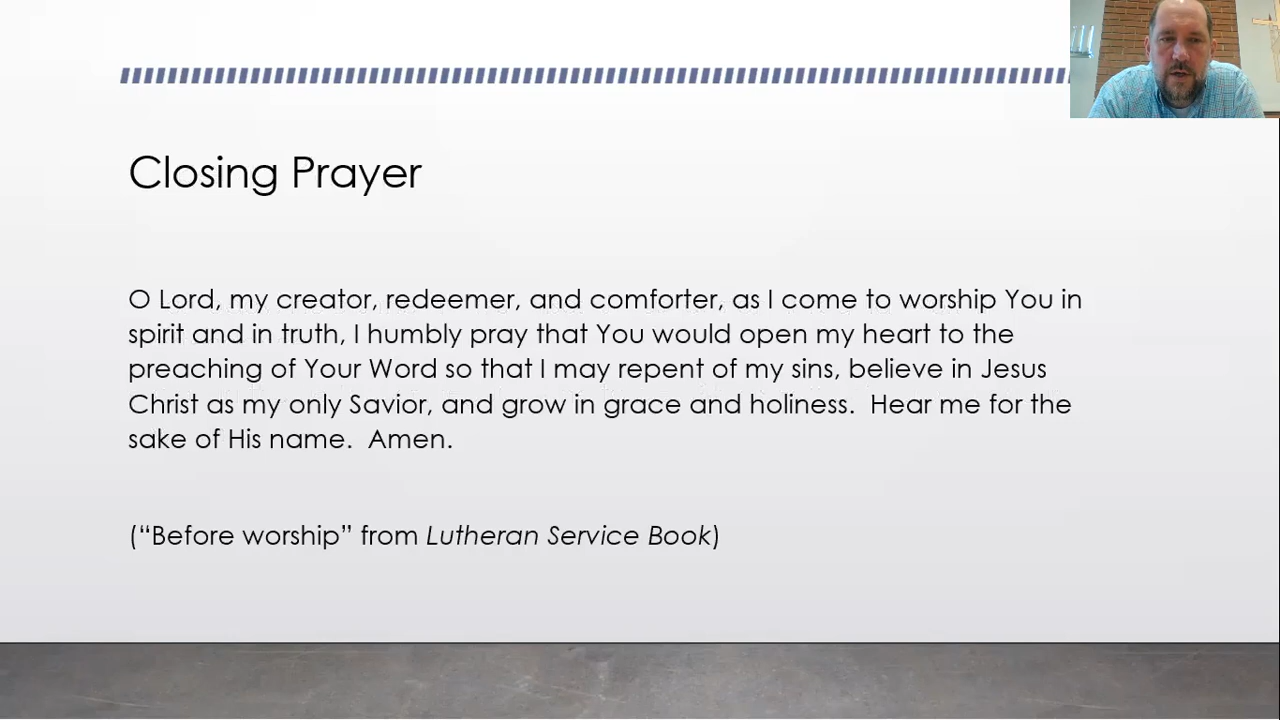 Closing Prayer
O Lord, my creator, redeemer, and comforter, as I come to worship You in
spirit and in truth, I humbly pray that You would open my heart to the
preaching of Your Word so that I may repent of my sins, believe in Jesus
Christ as my only Savior, and grow in grace and holiness.  Hear me for the
sake of His name.  Amen.
(“Before worship” from Lutheran Service Book)